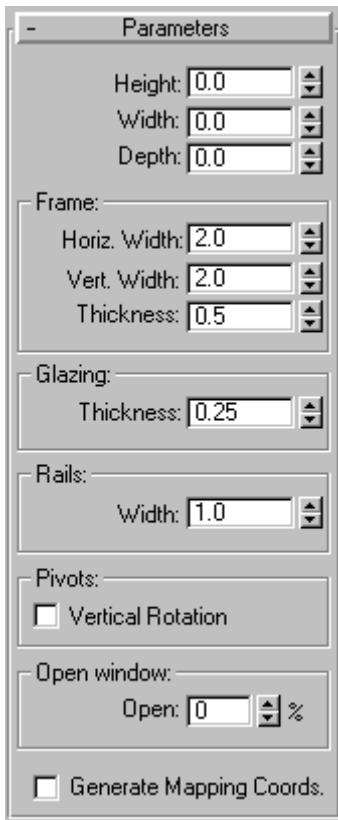 - Parameters
Height: 0.0
Width: 0.0
Depth: 0.0
Frame:
Horiz. Width: 2.0
Vert. Width: 2.0
Thickness: 0.5
Glazing:
Thickness: 0.25
Rails:
Width: 1.0
Pivots:
Vertical Rotation
Open window:
Open: 0 %
Generate Mapping Coords.